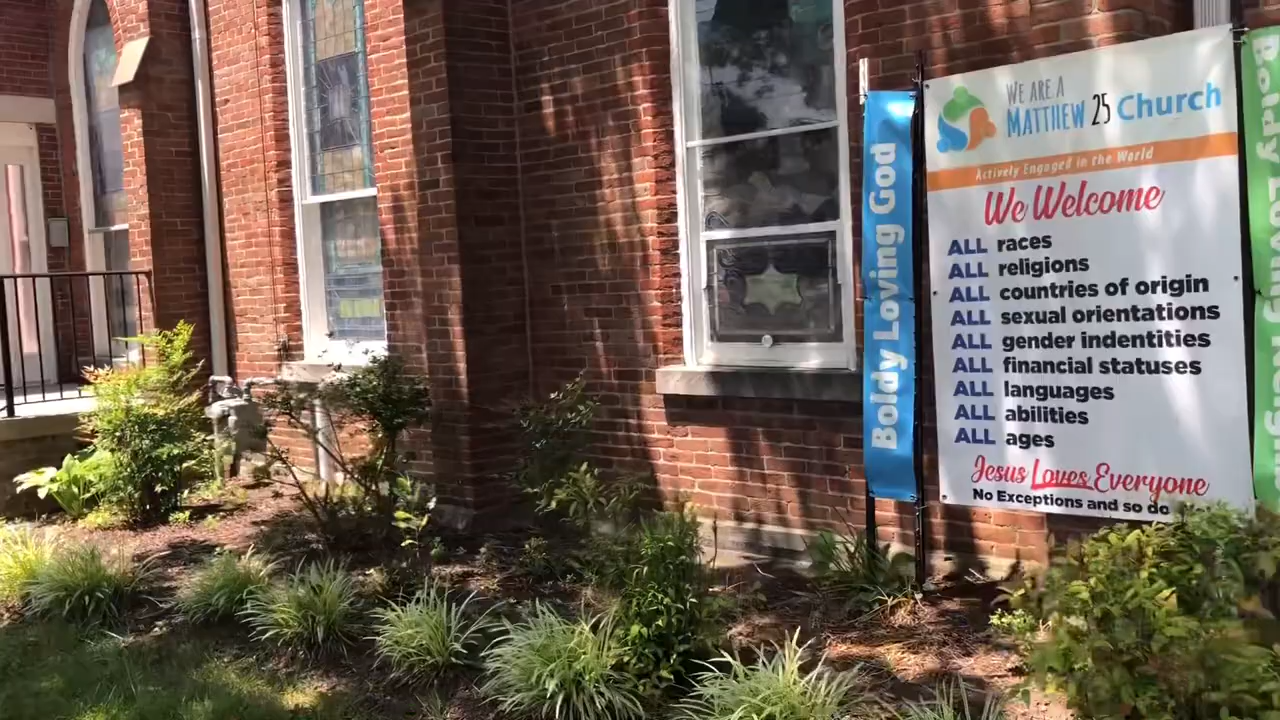 Boldy Loving God
WE ARE A
MATTHEW 25 Church
Actively Engaged in the World
We Welcome
ALL races
ALL religions
ALL countries of origin
ALL sexual orientations
ALL gender indentities
ALL financial statuses
ALL languages
ALL abilities
ALL ages
Jesus Loves Everyone
No Exceptions and so do
Boldy Loving